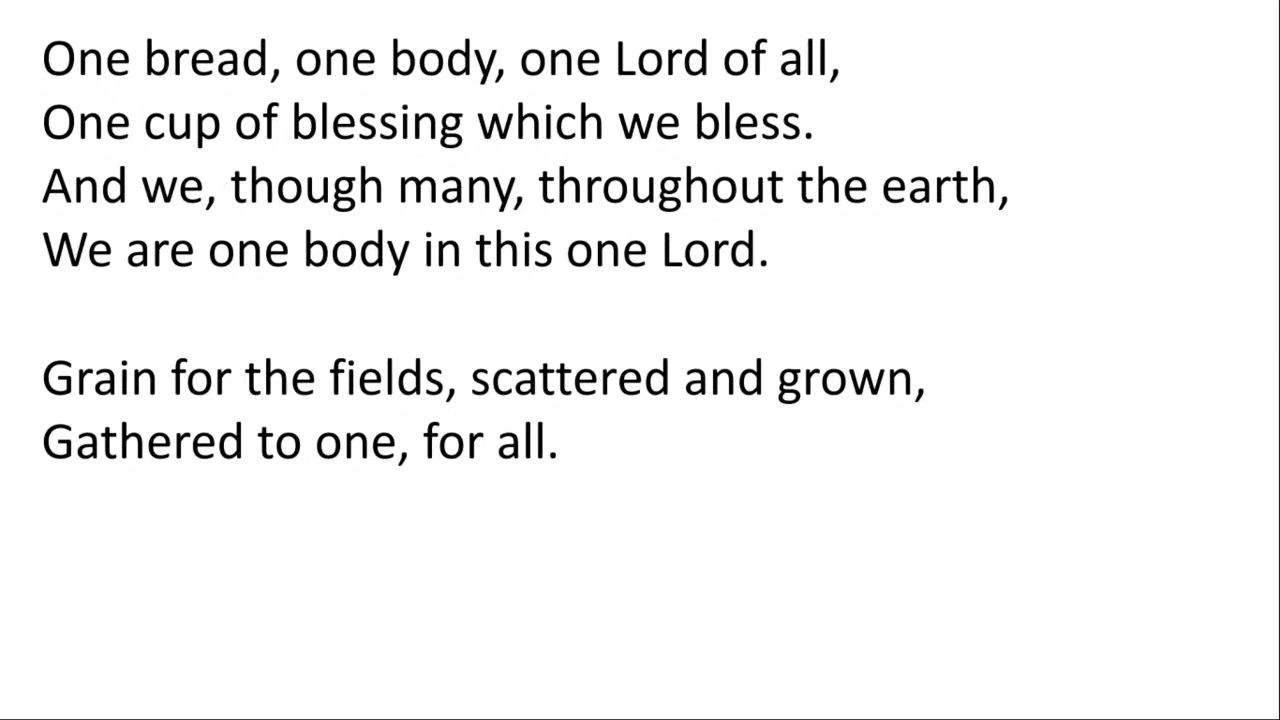 One bread, one body, one Lord of all,
One cup of blessing which we bless.
And we, though many, throughout the earth,
We are one body in this one Lord.
Grain for the fields, scattered and grown,
Gathered to one, for all.